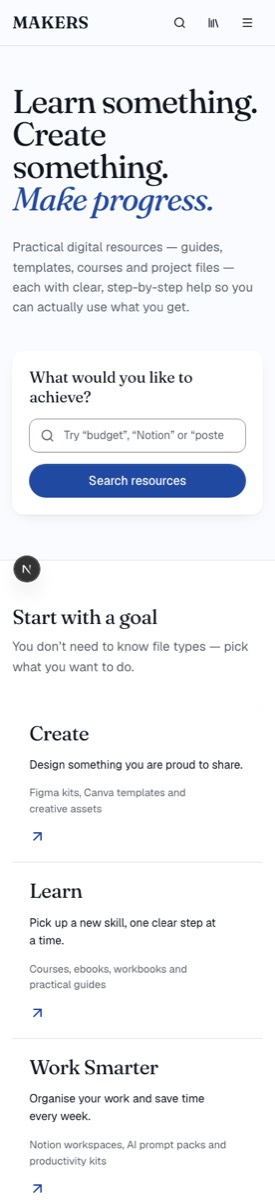 MAKERS
Learn something.
Create
something.
Make progress.
Practical digital resources — guides,
templates, courses and project files —
each with clear, step-by-step help so you
can actually use what you get.
What would you like to
achieve?
Try “budget”, “Notion” or “poste
Search resources
N
Start with a goal
You don’t need to know file types — pick
what you want to do.
Create
Design something you are proud to share.
Figma kits, Canva templates and
creative assets
Learn
Pick up a new skill, one clear step at
a time.
Courses, ebooks, workbooks and
practical guides
Work Smarter
Organise your work and save time
every week.
Notion workspaces, AI prompt packs and
productivity kits